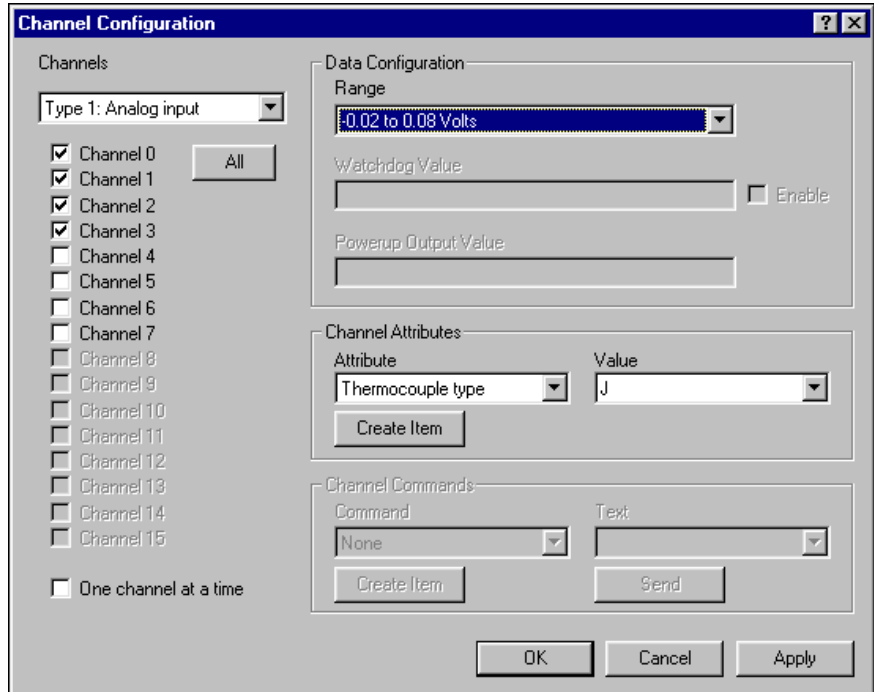 Channel Configuration
Channels
Type 1: Analog input
Channel 0
All
Channel 1
Channel 2
Channel 3
Channel 4
Channel 5
Channel 6
Channel 7
Channel 8
Channel 9
Channel 10
Channel 11
Channel 12
Channel 13
Channel 14
Channel 15
One channel at a time
Data Configuration
Range
-0.02 to 0.08 Volts
Watchdog Value
Enable
Powerup Output Value
Channel Attributes
Attribute Value
Thermocouple type J
Create Item
Channel Commands
Command Text
None
Create Item Send
OK Cancel Apply